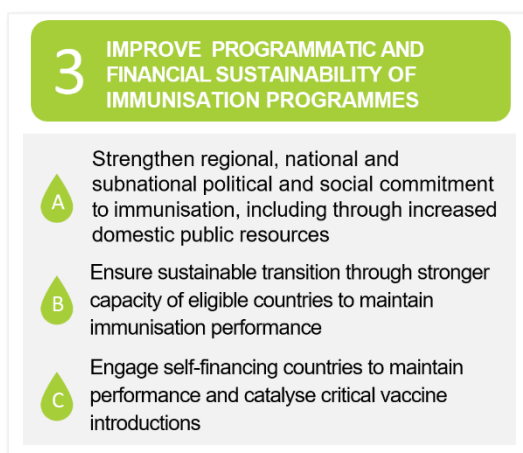 3
IMPROVE PROGRAMMATIC AND
FINANCIAL SUSTAINABILITY OF
IMMUNISATION PROGRAMMES
A
Strengthen regional, national and
subnational political and social commitment
to immunisation, including through increased
domestic public resources
B
Ensure sustainable transition through stronger
capacity of eligible countries to maintain
immunisation performance
C
Engage self-financing countries to maintain
performance and catalyse critical vaccine
introductions